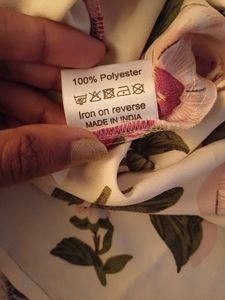 100% Polyester
Iron on reverse
MADE IN INDIA